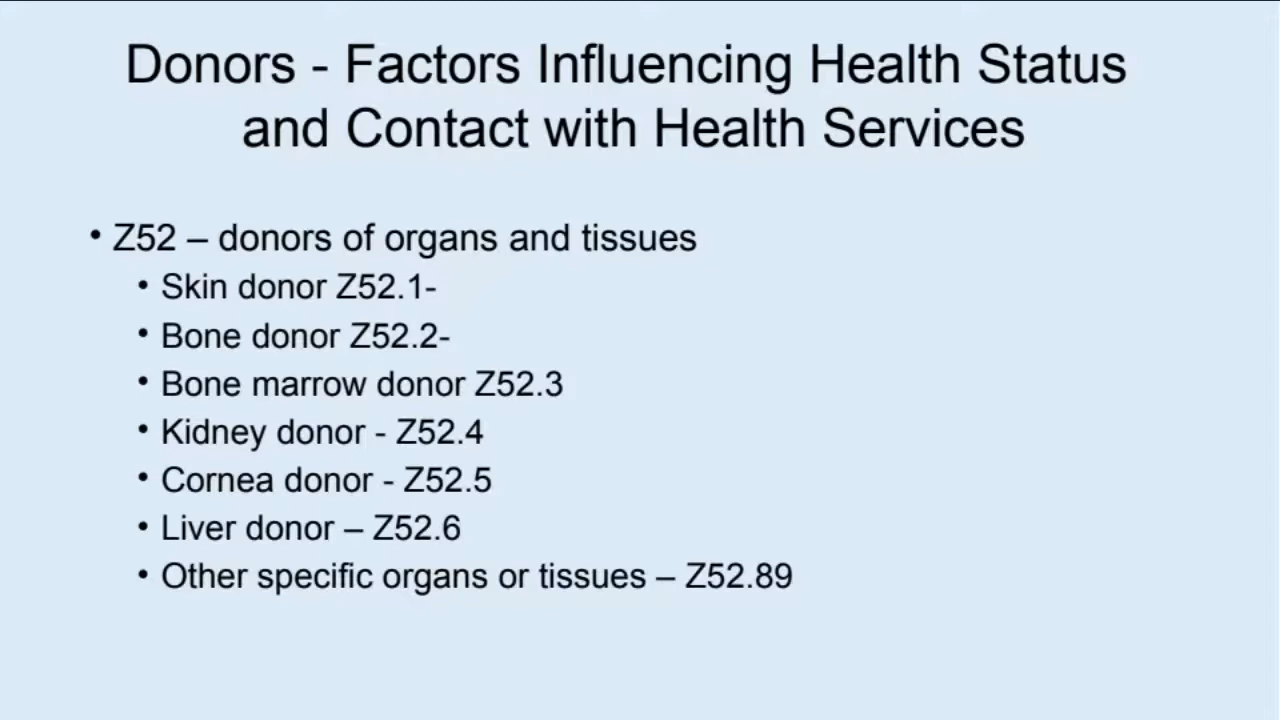 Donors - Factors Influencing Health Status
and Contact with Health Services
• Z52 – donors of organs and tissues
• Skin donor Z52.1-
• Bone donor Z52.2-
• Bone marrow donor Z52.3
• Kidney donor - Z52.4
• Cornea donor - Z52.5
• Liver donor – Z52.6
• Other specific organs or tissues – Z52.89